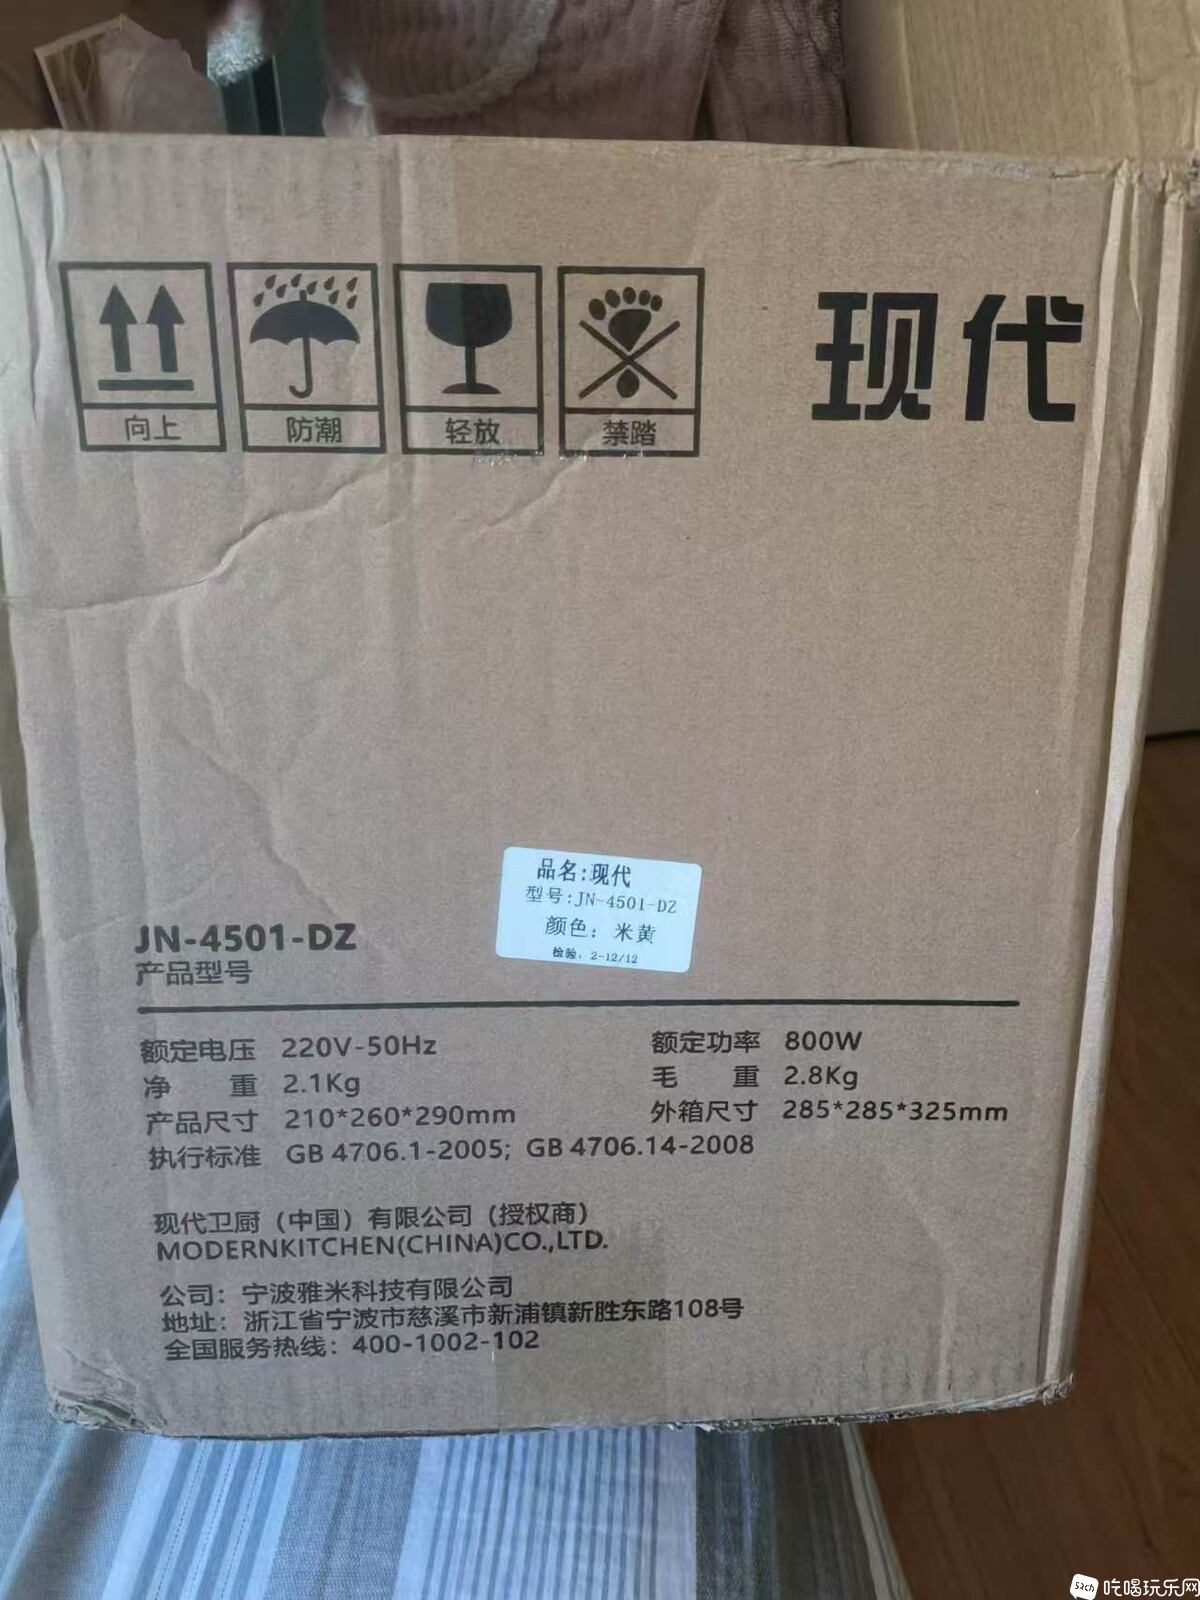 现代
向上
防潮
轻放
禁踏
品名:现代
型号:JN-4501-DZ
颜色：米黄
检验：2-12/12
JN-4501-DZ
产品型号
额定电压 220V-50Hz 额定功率 800W
净 重 2.1Kg 毛 重 2.8Kg
产品尺寸 210*260*290mm 外箱尺寸 285*285*325mm
执行标准 GB 4706.1-2005; GB 4706.14-2008
现代卫厨（中国）有限公司（授权商）
MODERNKITCHEN(CHINA)CO.,LTD.
公司：宁波雅米科技有限公司
地址：浙江省宁波市慈溪市新浦镇新胜东路108号
全国服务热线：400-1002-102
52ch 吃喝玩乐网